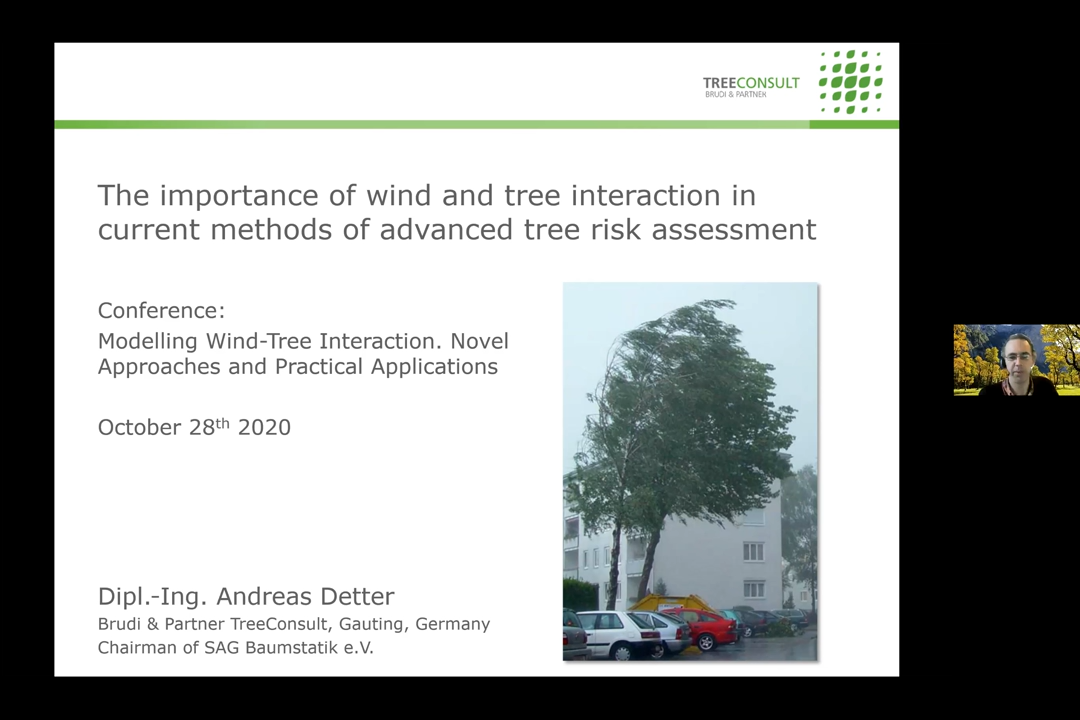 TREECONSULT
BRUDI & PARTNER
The importance of wind and tree interaction in
current methods of advanced tree risk assessment
Conference:
Modelling Wind-Tree Interaction. Novel
Approaches and Practical Applications
October 28th 2020
Dipl.-Ing. Andreas Detter
Brudi & Partner TreeConsult, Gauting, Germany
Chairman of SAG Baumstatik e.V.